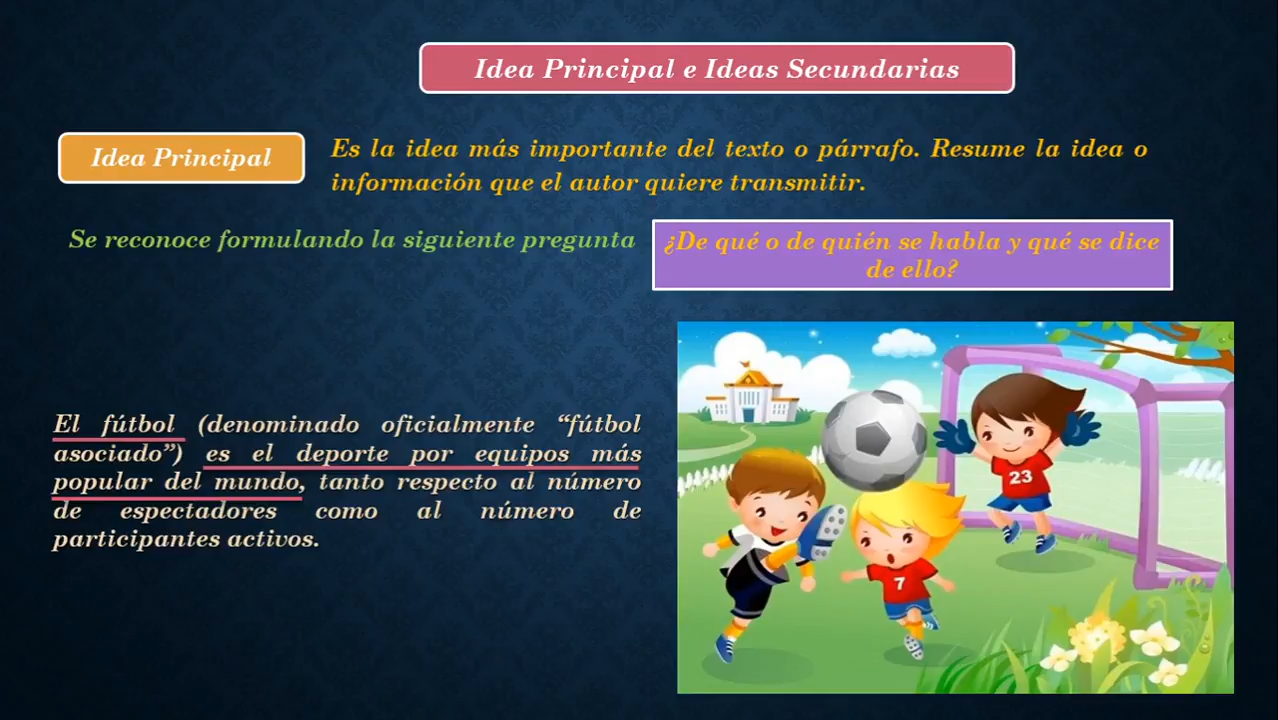 Idea Principal e Ideas Secundarias
Idea Principal
Es la idea más importante del texto o párrafo. Resume la idea o
información que el autor quiere transmitir.
Se reconoce formulando la siguiente pregunta
¿De qué o de quién se habla y qué se dice
de ello?
El fútbol (denominado oficialmente “fútbol
asociado”) es el deporte por equipos más
popular del mundo, tanto respecto al número
de espectadores como al número de
participantes activos.
23
7